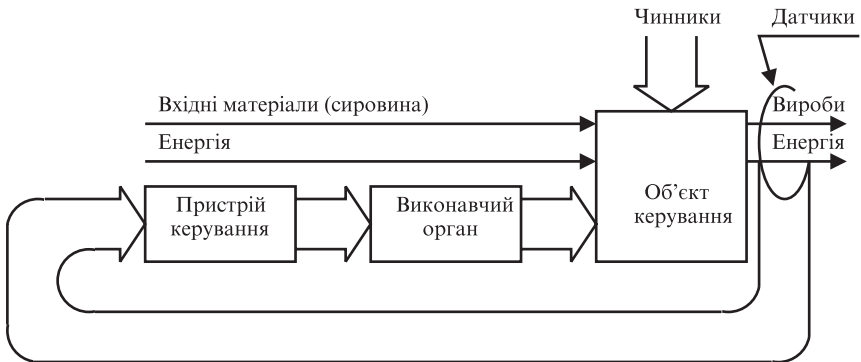 Чинники
Датчики
Вхідні матеріали (сировина)
Вироби
Енергія
Енергія
Пристрій
керування
Виконавчий
орган
Об’єкт
керування